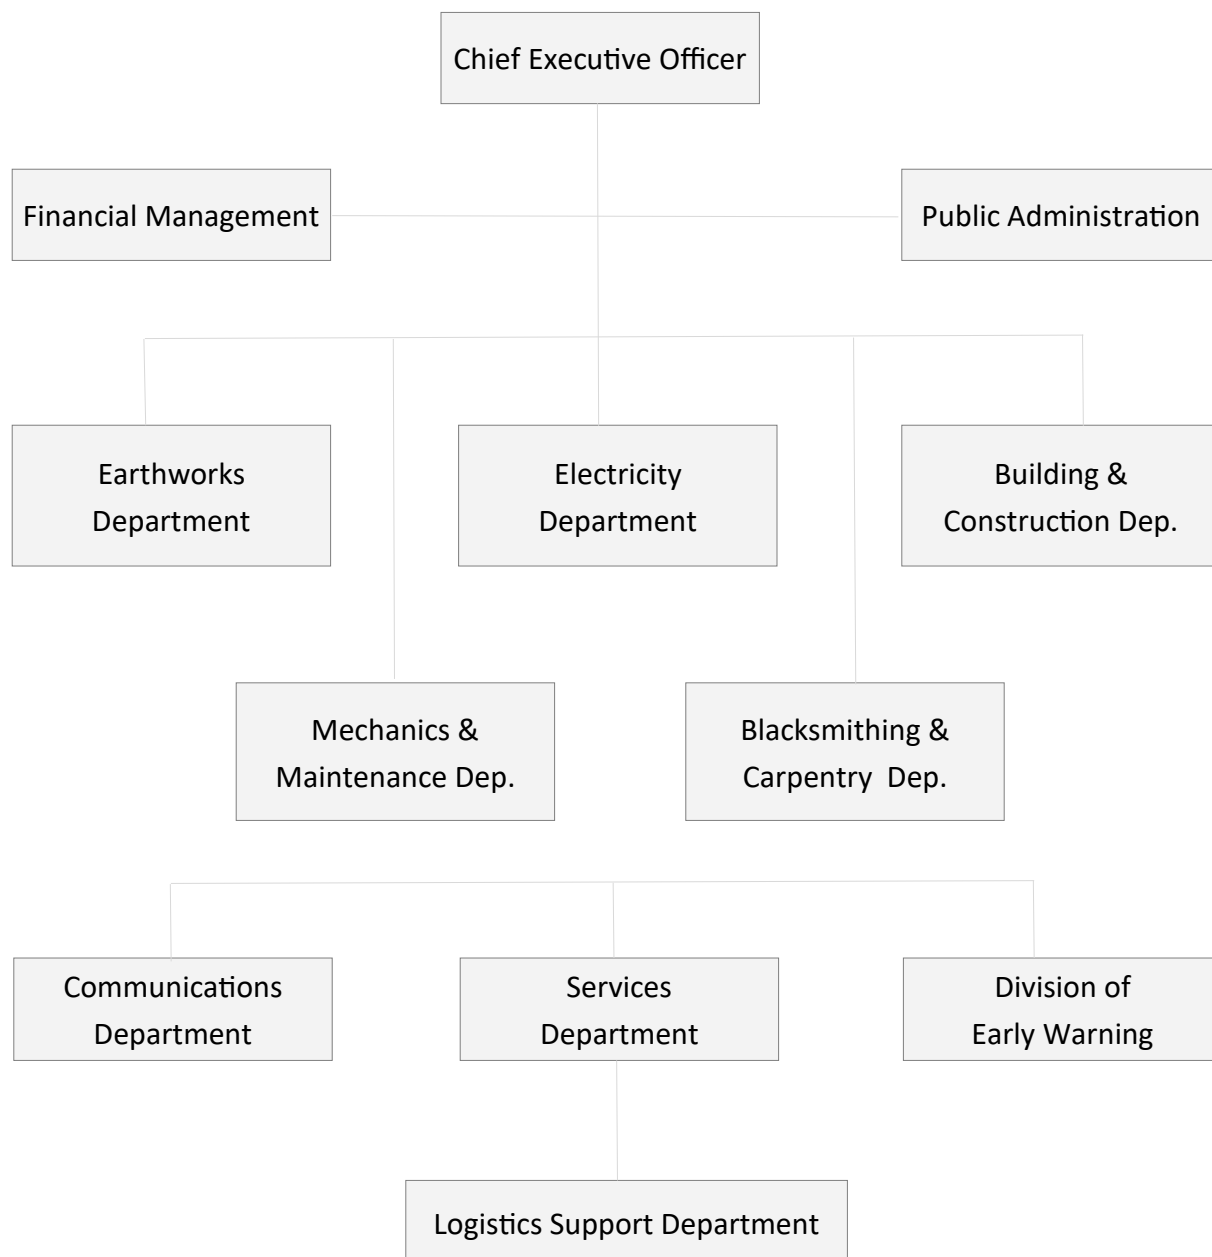 Chief Executive Officer
Financial Management
Public Administration
Earthworks
Department
Electricity
Department
Building &
Construction Dep.
Mechanics &
Maintenance Dep.
Blacksmithing &
Carpentry Dep.
Communications
Department
Services
Department
Division of
Early Warning
Logistics Support Department